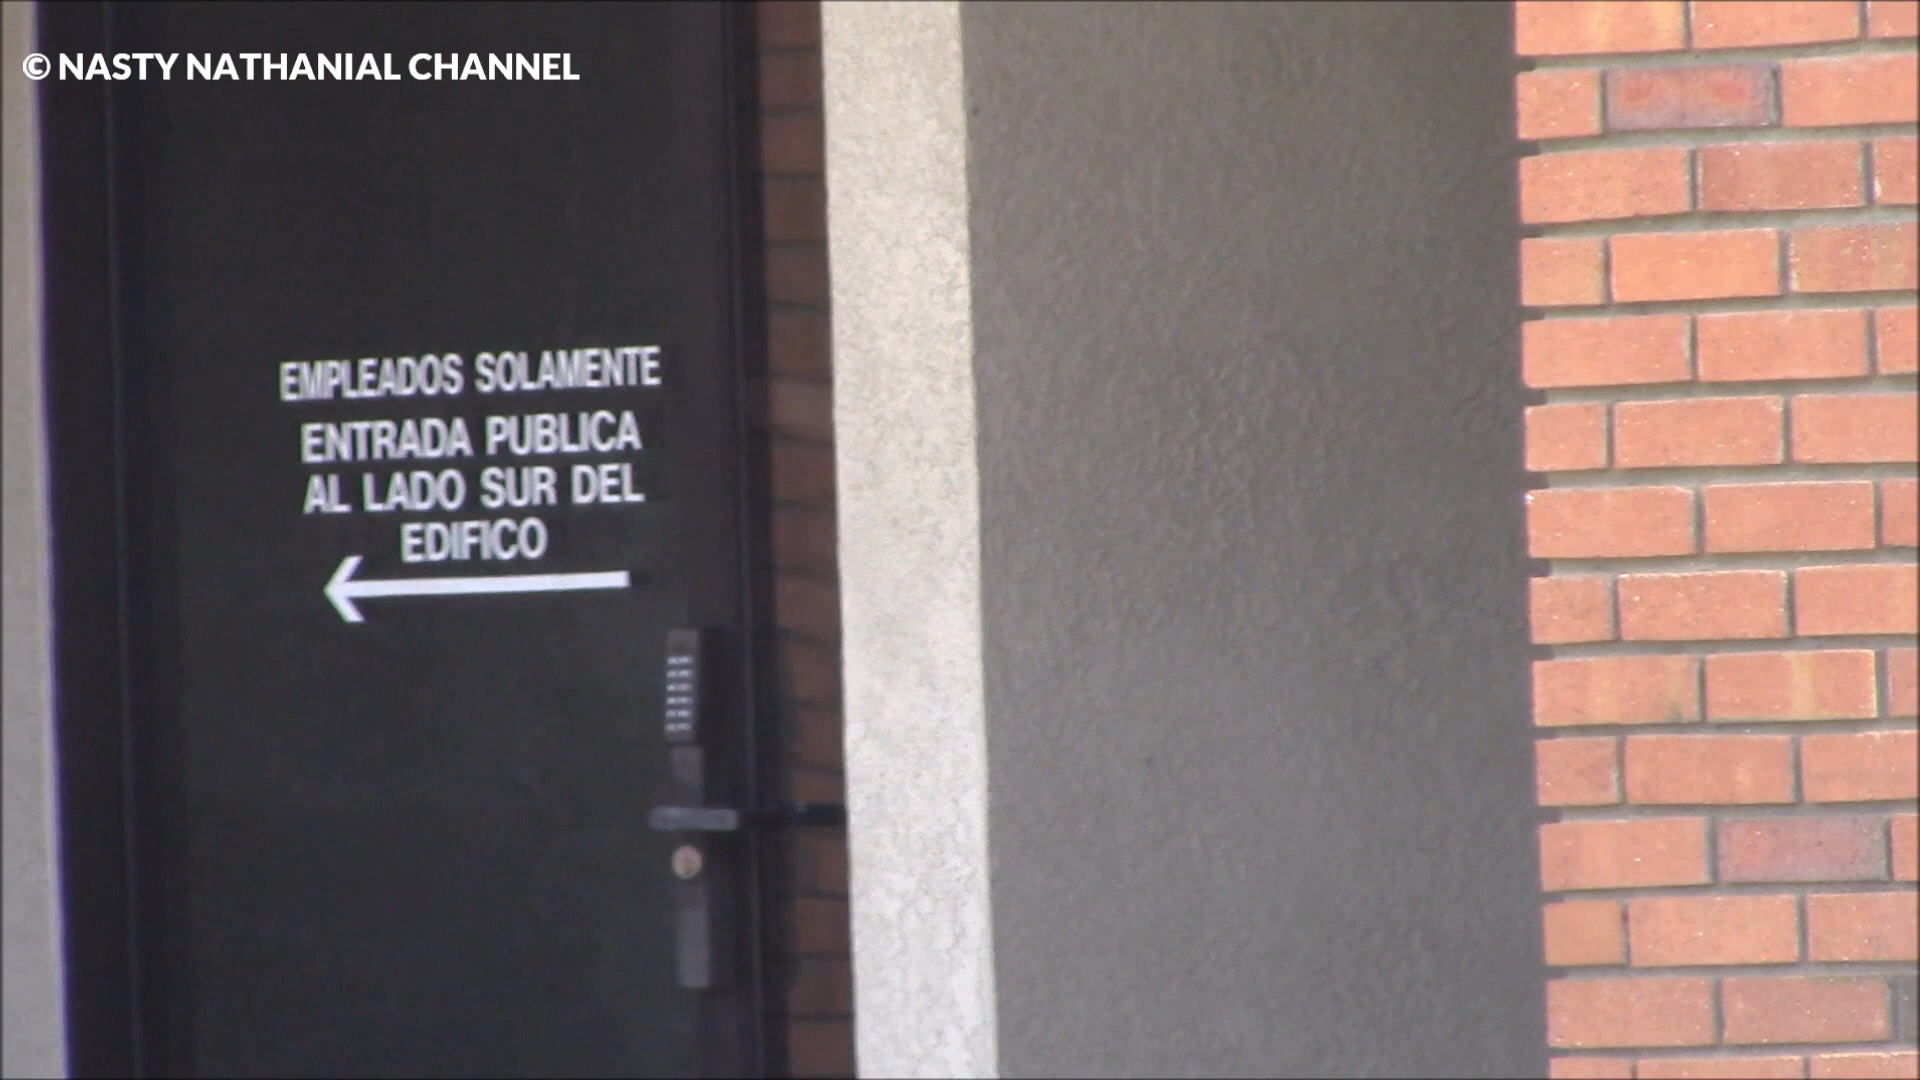 © NASTY NATHANIAL CHANNEL
EMPLEADOS SOLAMENTE
ENTRADA PUBLICA
AL LADO SUR DEL
EDIFICO